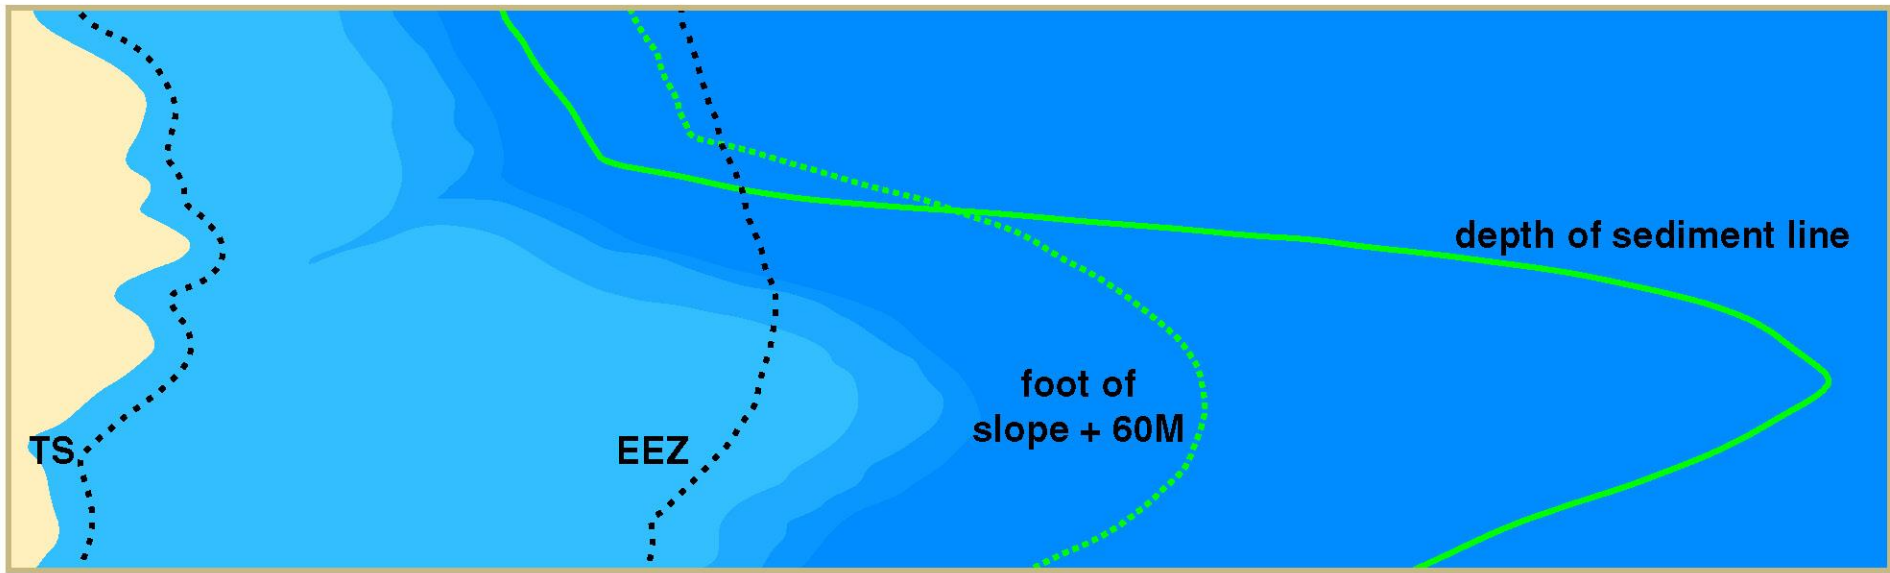 depth of sediment line
foot of
slope + 60M
TS
EEZ